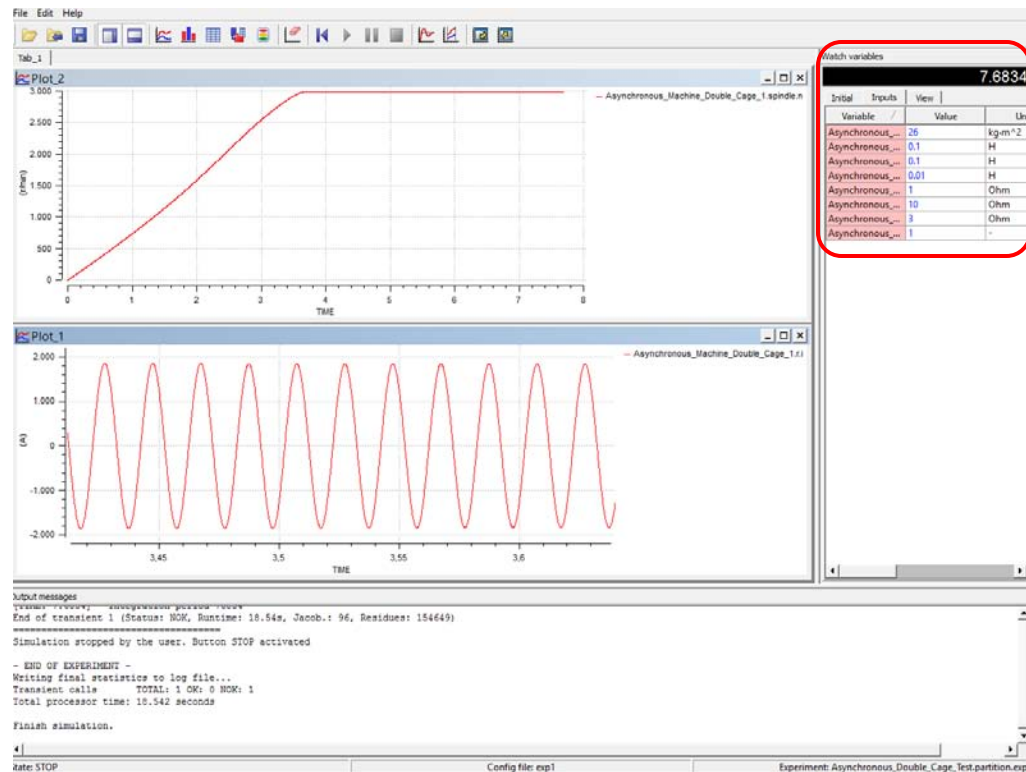 File Edit Help
Tab_1
Plot_2
3.000
2.500
2.000
1.500
1.000
500
0
(r/min)
0 1 2 3 4 5 6 7 8
TIME
Asynchronous_Machine_Double_Cage_1.spindle.n
Plot_1
2.000
1.000
0
-1.000
-2.000
(A)
3,45 3,5 3,55 3,6
TIME
Asynchronous_Machine_Double_Cage_1.r.i
Watch variables
7.6834
Initial Inputs View
Variable Value Un
Asynchronous_... 26 kg·m^2
Asynchronous_... 0.1 H
Asynchronous_... 0.1 H
Asynchronous_... 0.01 H
Asynchronous_... 1 Ohm
Asynchronous_... 10 Ohm
Asynchronous_... 3 Ohm
Asynchronous_... 1 -
Output messages
End of transient 1 (Status: NOK, Runtime: 18.54s, Jacob.: 96, Residues: 154649)
===================================
Simulation stopped by the user. Button STOP activated
- END OF EXPERIMENT -
Writing final statistics to log file...
Transient calls TOTAL: 1 OK: 0 NOK: 1
Total processor time: 18.542 seconds
Finish simulation.
State: STOP Config file: exp1 Experiment: Asynchronous_Double_Cage_Test.partition.exp